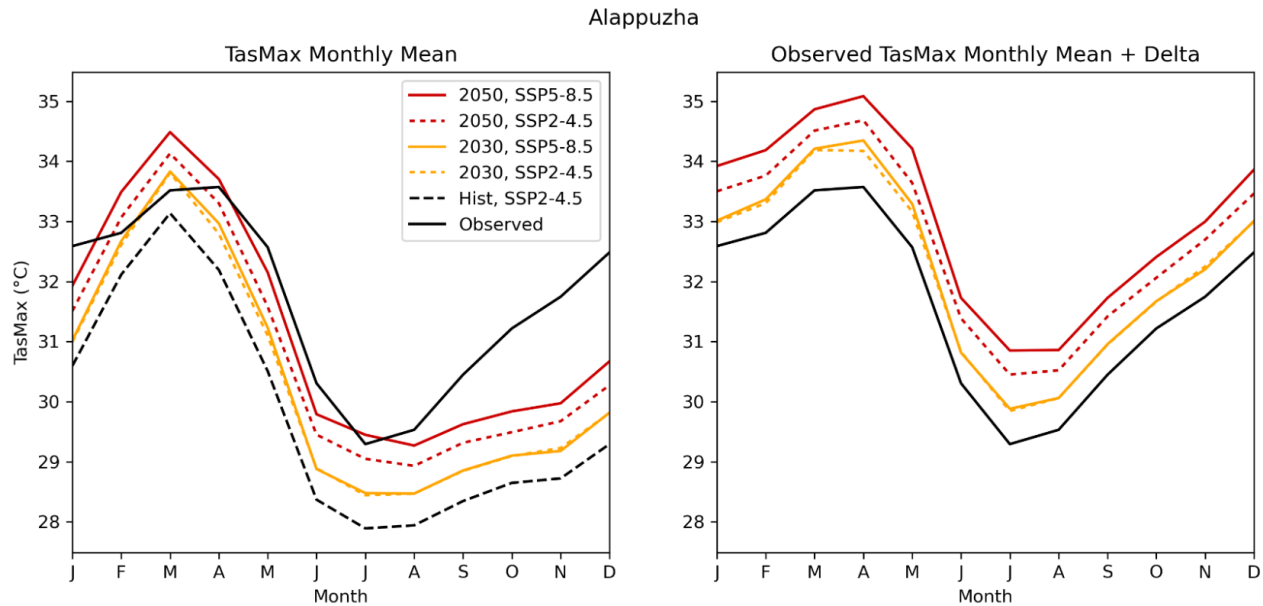 Alappuzha
TasMax Monthly Mean
TasMax (°C)
35
34
33
32
31
30
29
28
2050, SSP5-8.5
2050, SSP2-4.5
2030, SSP5-8.5
2030, SSP2-4.5
Hist, SSP2-4.5
Observed
J F M A M J J A S O N D
Month
Observed TasMax Monthly Mean + Delta
35
34
33
32
31
30
29
28
J F M A M J J A S O N D
Month